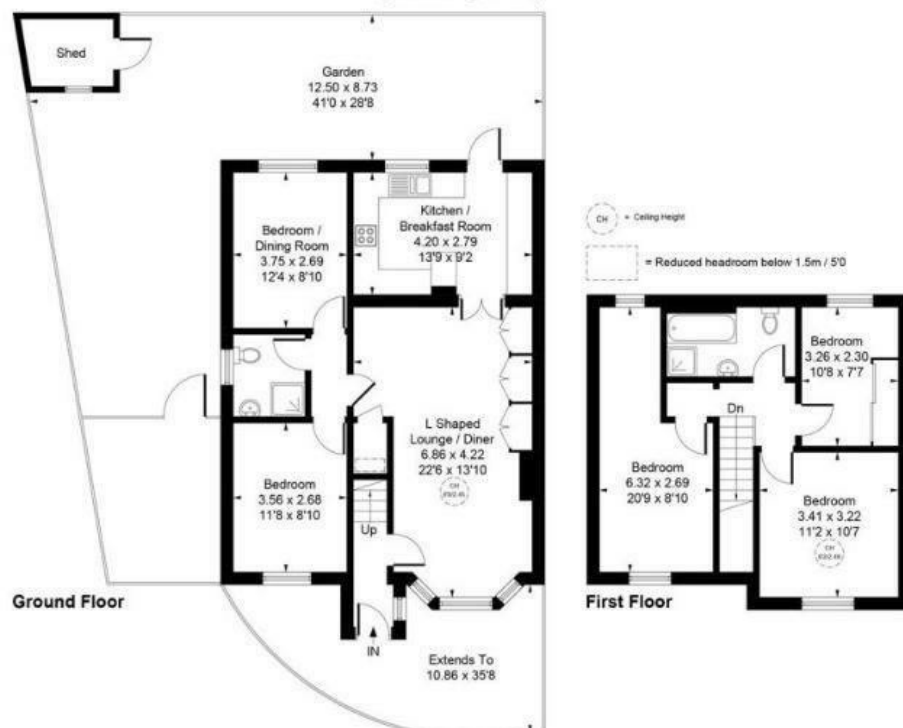 Shed
Garden
12.50 x 8.73
41'0 x 28'8
Bedroom /
Dining Room
3.75 x 2.69
12'4 x 8'10
Kitchen /
Breakfast Room
4.20 x 2.79
13'9 x 9'2
L Shaped
Lounge / Diner
6.86 x 4.22
22'6 x 13'10
CH
Bedroom
3.56 x 2.68
11'8 x 8'10
Up
IN
Extends To
10.86 x 35'8
Ground Floor
CH = Ceiling Height
= Reduced headroom below 1.5m / 5'0
Bedroom
3.26 x 2.30
10'8 x 7'7
Dn
Bedroom
6.32 x 2.69
20'9 x 8'10
Bedroom
3.41 x 3.22
11'2 x 10'7
CH
First Floor